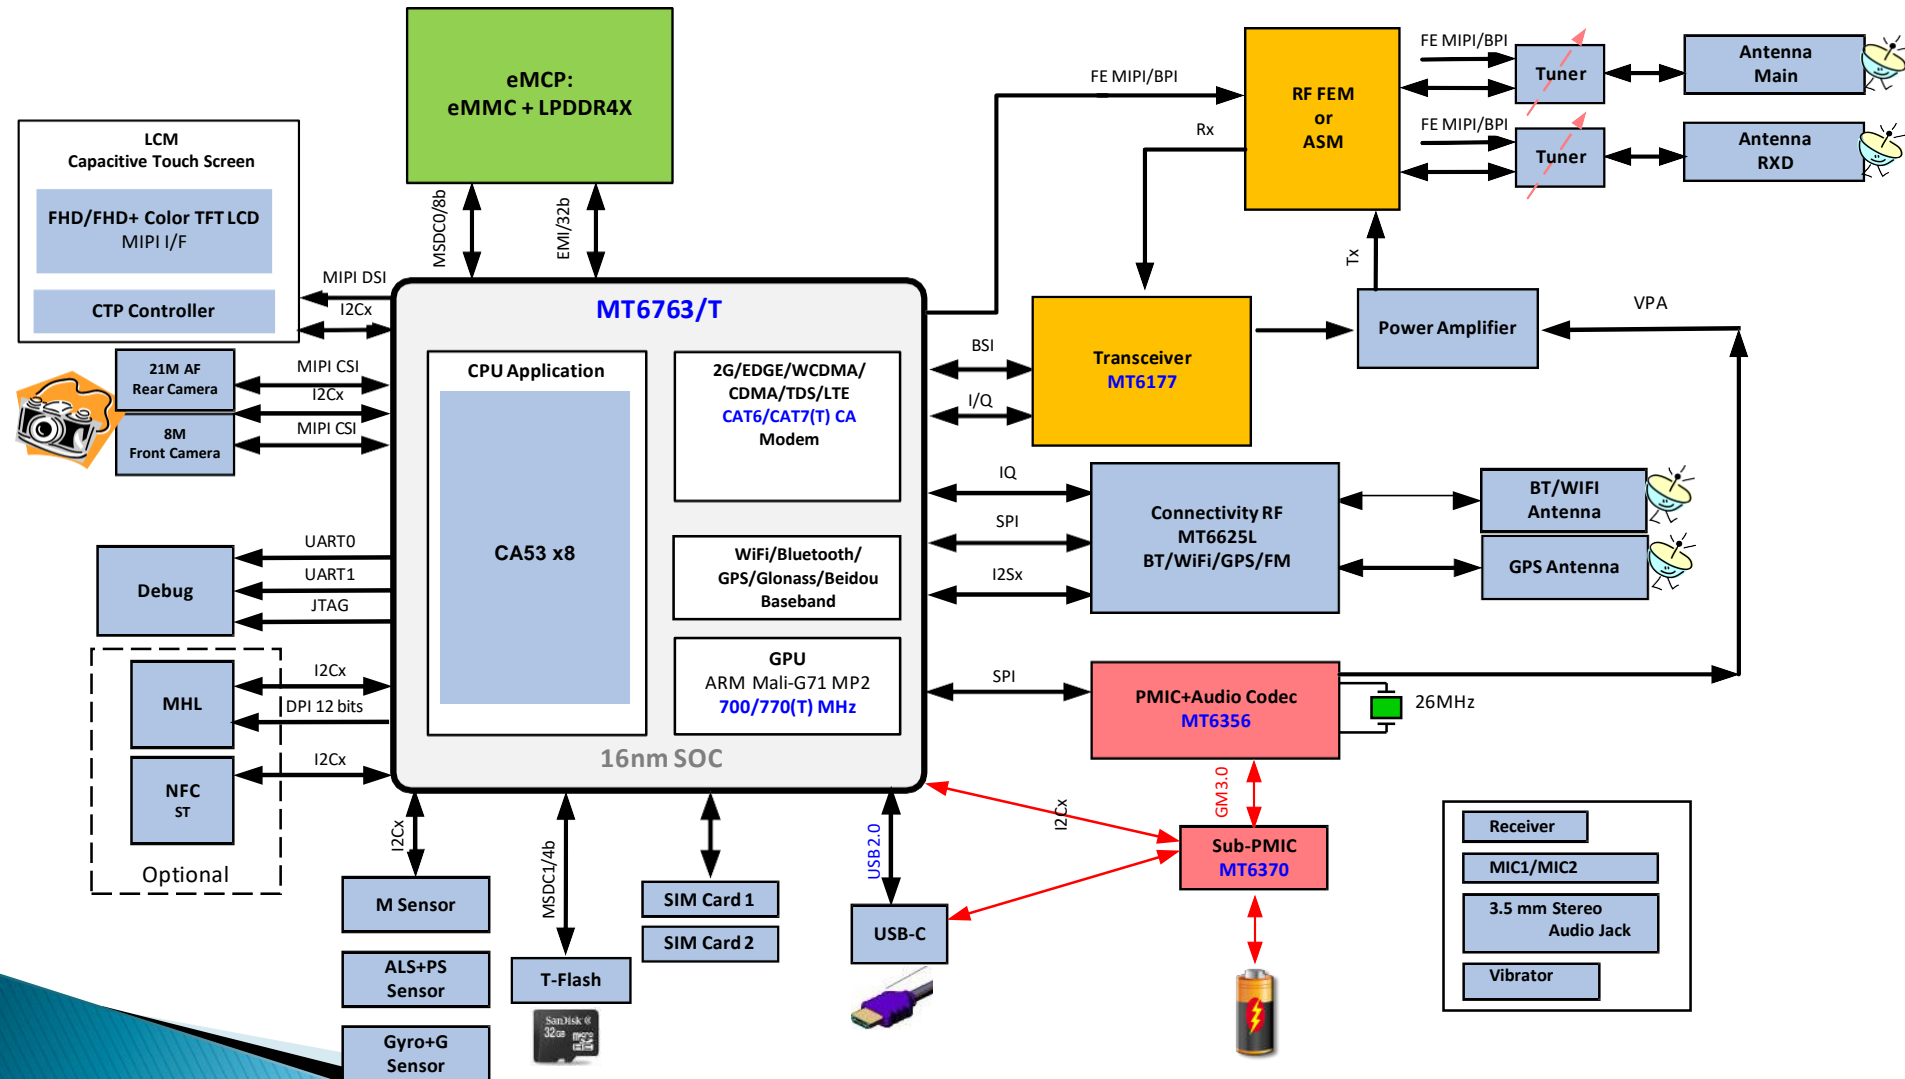 eMCP:
eMMC + LPDDR4X
LCM
Capacitive Touch Screen
FHD/FHD+ Color TFT LCD
MIPI I/F
CTP Controller
MSDC0/8b
EMI/32b
MIPI DSI
I2Cx
21M AF
Rear Camera
8M
Front Camera
MIPI CSI
I2Cx
MIPI CSI
Debug
UART0
UART1
JTAG
MHL
I2Cx
DPI 12 bits
NFC
ST
I2Cx
Optional
MT6763/T
CPU Application
CA53 x8
2G/EDGE/WCDMA/
CDMA/TDS/LTE
CAT6/CAT7(T) CA
Modem
WiFi/Bluetooth/
GPS/Glonass/Beidou
Baseband
GPU
ARM Mali-G71 MP2
700/770(T) MHz
16nm SOC
FE MIPI/BPI
Rx
RF FEM
or
ASM
FE MIPI/BPI
Tuner
Antenna
Main
FE MIPI/BPI
Tuner
Antenna
RXD
Tx
Power Amplifier
VPA
BSI
I/Q
Transceiver
MT6177
IQ
SPI
I2Sx
Connectivity RF
MT6625L
BT/WiFi/GPS/FM
BT/WIFI
Antenna
GPS Antenna
SPI
PMIC+Audio Codec
MT6356
26MHz
GM3.0
I2Cx
Sub-PMIC
MT6370
I2Cx
M Sensor
ALS+PS
Sensor
Gyro+G
Sensor
MSDC1/4b
T-Flash
SanDisk
32GB
micro
SIM Card 1
SIM Card 2
USB 2.0
USB-C
Receiver
MIC1/MIC2
3.5 mm Stereo
Audio Jack
Vibrator